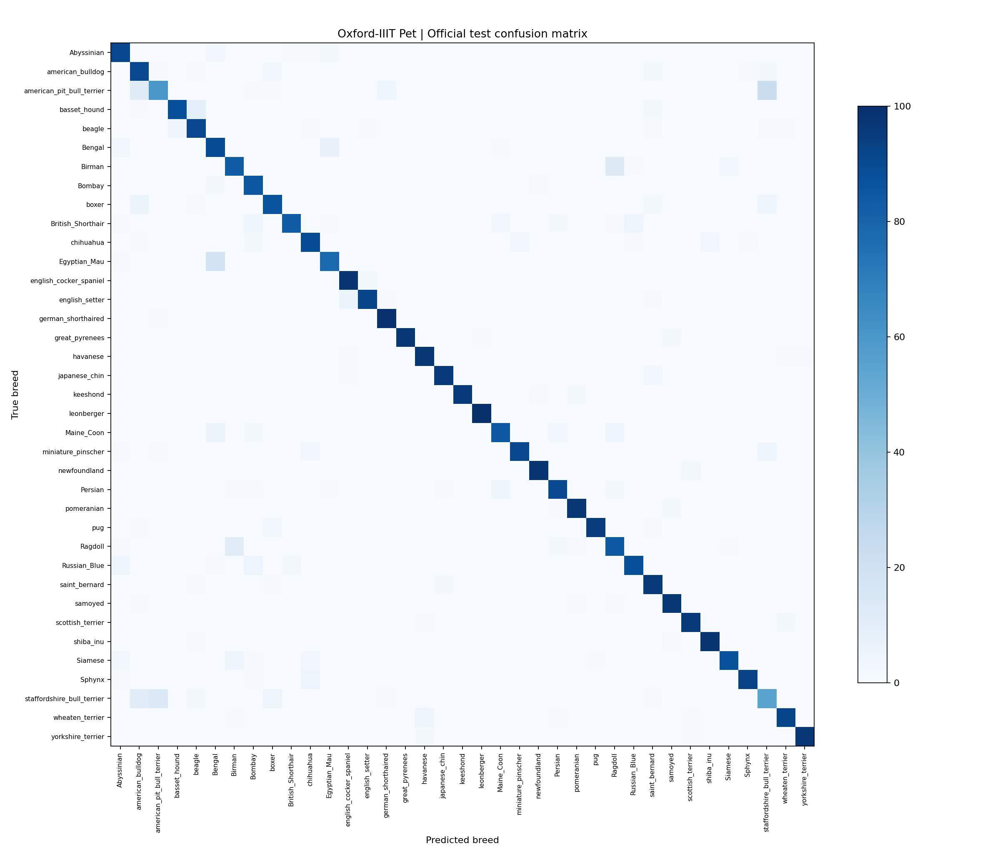 Oxford-IIIT Pet | Official test confusion matrix
True breed
Abyssinian
american_bulldog
american_pit_bull_terrier
basset_hound
beagle
Bengal
Birman
Bombay
boxer
British_Shorthair
chihuahua
Egyptian_Mau
english_cocker_spaniel
english_setter
german_shorthaired
great_pyrenees
havanese
japanese_chin
keeshond
leonberger
Maine_Coon
miniature_pinscher
newfoundland
Persian
pomeranian
pug
Ragdoll
Russian_Blue
saint_bernard
samoyed
scottish_terrier
shiba_inu
Siamese
Sphynx
staffordshire_bull_terrier
wheaten_terrier
yorkshire_terrier
Abyssinian
american_bulldog
american_pit_bull_terrier
basset_hound
beagle
Bengal
Birman
Bombay
boxer
British_Shorthair
chihuahua
Egyptian_Mau
english_cocker_spaniel
english_setter
german_shorthaired
great_pyrenees
havanese
japanese_chin
keeshond
leonberger
Maine_Coon
miniature_pinscher
newfoundland
Persian
pomeranian
pug
Ragdoll
Russian_Blue
saint_bernard
samoyed
scottish_terrier
shiba_inu
Siamese
Sphynx
staffordshire_bull_terrier
wheaten_terrier
yorkshire_terrier
Predicted breed
100
80
60
40
20
0